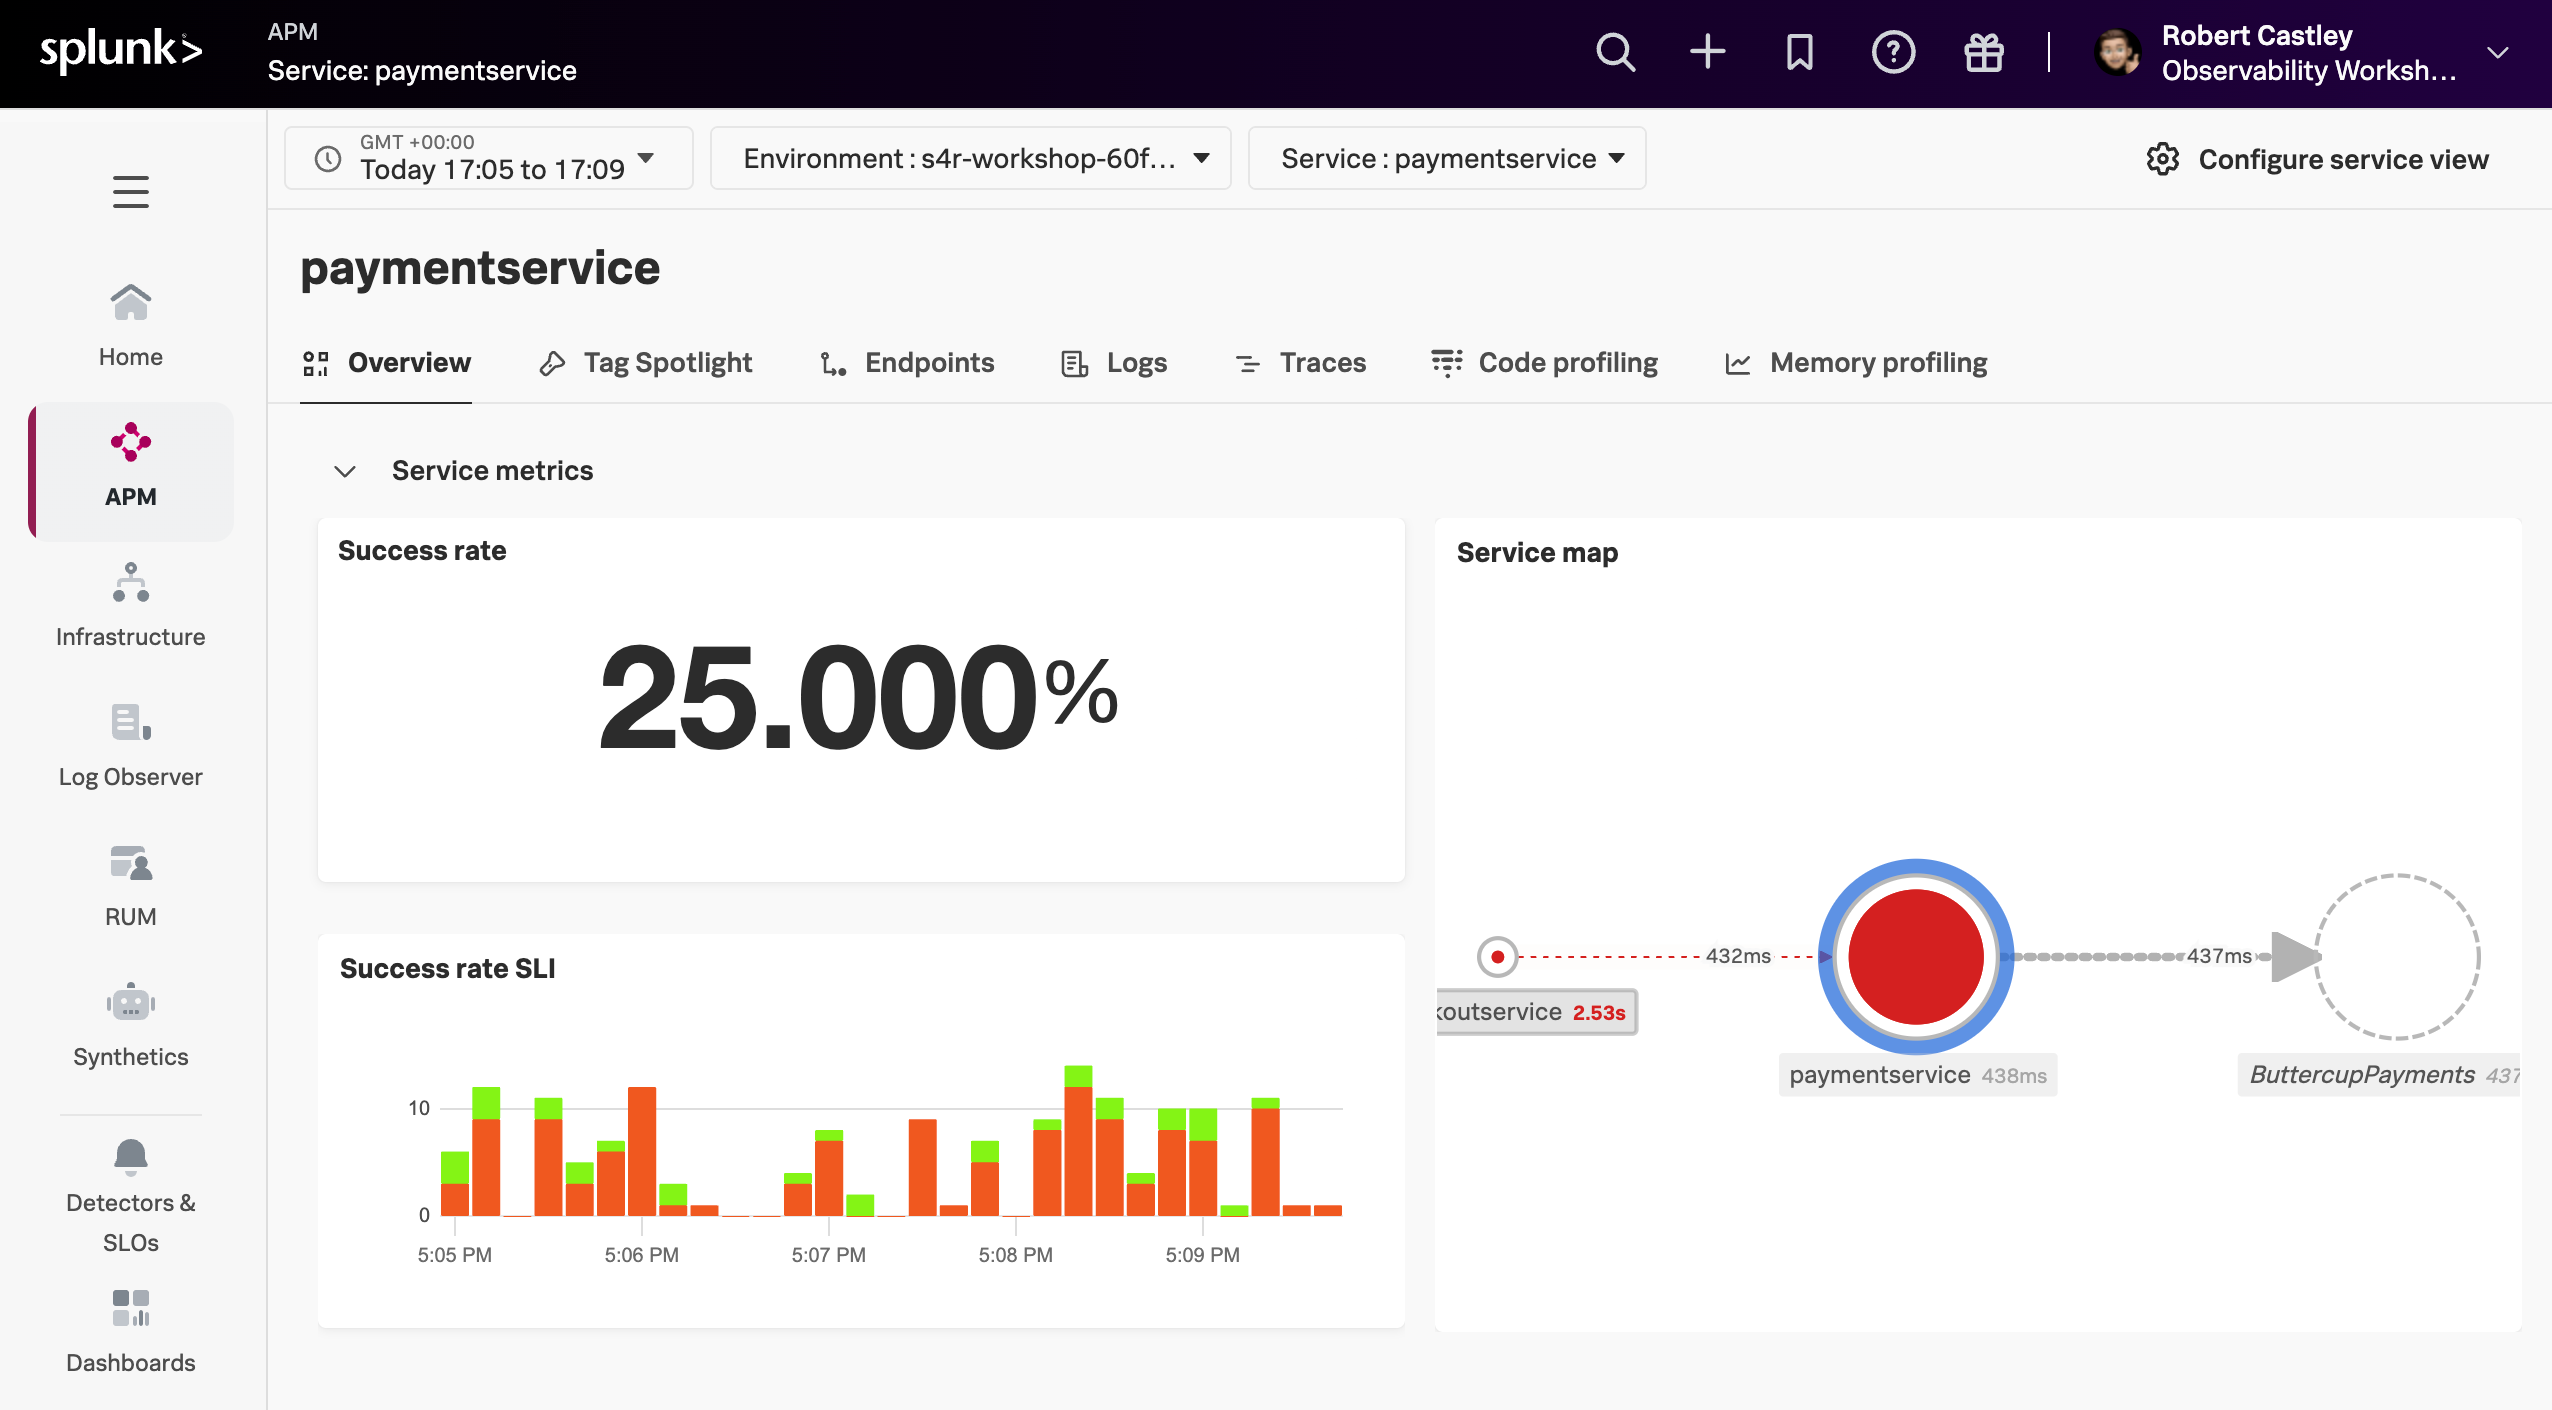 splunk>
APM
Service: paymentservice
Robert Castley
Observability Worksh...
GMT +00:00
Today 17:05 to 17:09
Environment : s4r-workshop-60f...
Service : paymentservice
Configure service view
Home
APM
Infrastructure
Log Observer
RUM
Synthetics
Detectors &
SLOs
Dashboards
paymentservice
Overview
Tag Spotlight
Endpoints
Logs
Traces
Code profiling
Memory profiling
Service metrics
Success rate
25.000%
Success rate SLI
10
0
5:05 PM
5:06 PM
5:07 PM
5:08 PM
5:09 PM
Service map
432ms
437ms
koutservice 2.53s
paymentservice 438ms
ButtercupPayments 437